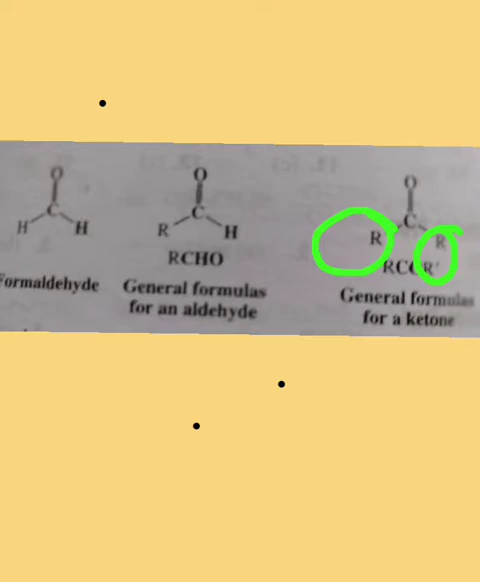 O
C
H H
Formaldehyde
O
C
R H
RCHO
General formulas
for an aldehyde
O
C
R R
RCOR'
General formulas
for a ketone